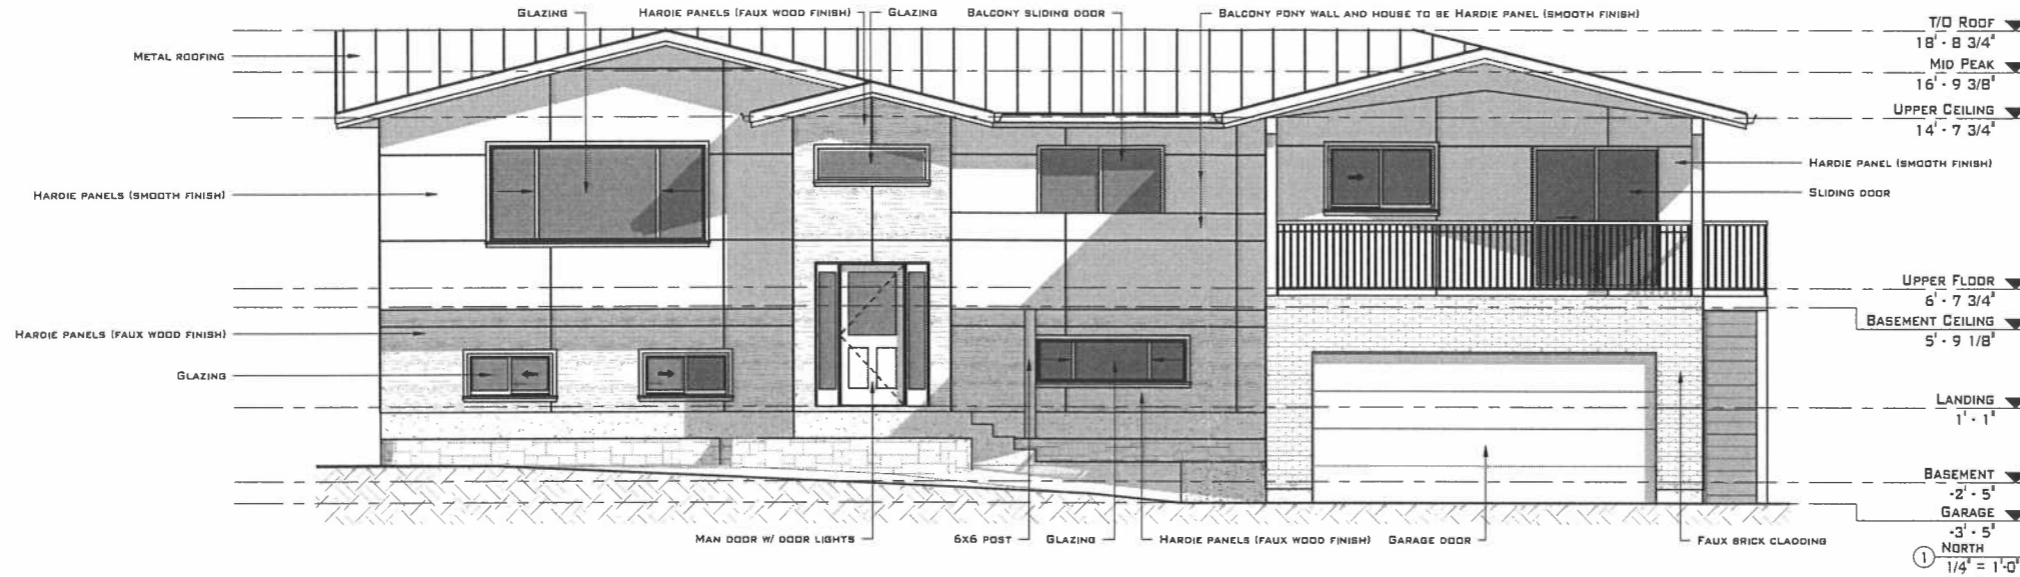 GLAZING
HARDIE PANELS (FAUX WOOD FINISH)
GLAZING
BALCONY SLIDING DOOR
BALCONY PONY WALL AND HOUSE TO BE HARDIE PANEL (SMOOTH FINISH)
T/O ROOF
18' - 8 3/4"
METAL ROOFING
MID PEAK
16' - 9 3/8"
UPPER CEILING
14' - 7 3/4"
HARDIE PANEL (SMOOTH FINISH)
HARDIE PANELS (SMOOTH FINISH)
SLIDING DOOR
UPPER FLOOR
6' - 7 3/4"
BASEMENT CEILING
5' - 9 1/8"
HARDIE PANELS (FAUX WOOD FINISH)
GLAZING
LANDING
1' - 1"
BASEMENT
-2' - 5"
GARAGE
-3' - 5"
MAN DOOR W/ DOOR LIGHTS
6X6 POST
GLAZING
HARDIE PANELS (FAUX WOOD FINISH)
GARAGE DOOR
FAUX BRICK CLADDING
1
NORTH
1/4" = 1'-0"